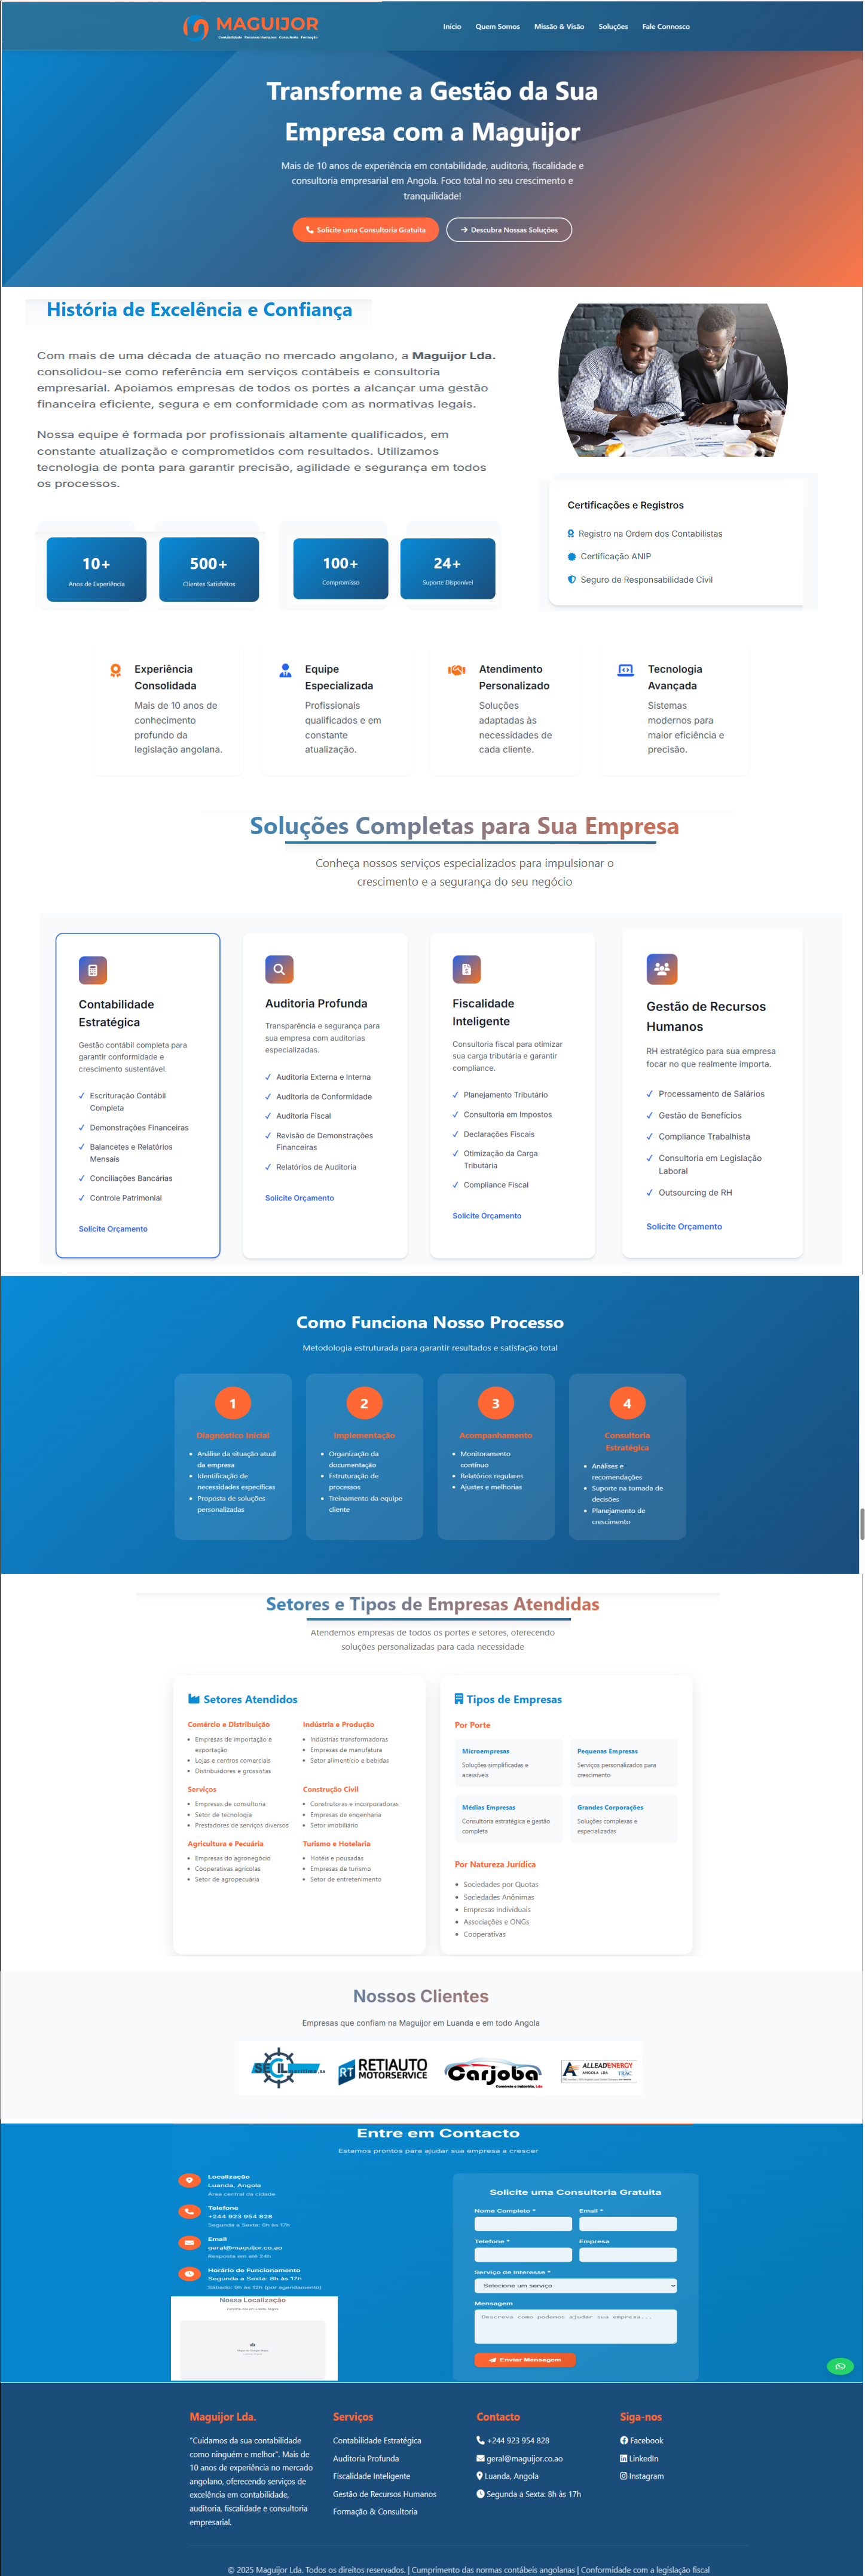 MAGUIJOR
Contabilidade Recursos Humanos Consultoria Formação
Início Quem Somos Missão & Visão Soluções Fale Connosco
Transforme a Gestão da Sua
Empresa com a Maguijor
Mais de 10 anos de experiência em contabilidade, auditoria, fiscalidade e
consultoria empresarial em Angola. Foco total no seu crescimento e
tranquilidade!
Solicite uma Consultoria Gratuita
Descubra Nossas Soluções
História de Excelência e Confiança
Com mais de uma década de atuação no mercado angolano, a Maguijor Lda.
consolidou-se como referência em serviços contábeis e consultoria
empresarial. Apoiamos empresas de todos os portes a alcançar uma gestão
financeira eficiente, segura e em conformidade com as normativas legais.
Nossa equipe é formada por profissionais altamente qualificados, em
constante atualização e comprometidos com resultados. Utilizamos
tecnologia de ponta para garantir precisão, agilidade e segurança em todos
os processos.
10+
Anos de Experiência
500+
Clientes Satisfeitos
100+
Compromisso
24+
Suporte Disponível
Certificações e Registros
Registro na Ordem dos Contabilistas
Certificação ANIP
Seguro de Responsabilidade Civil
Experiência
Consolidada
Mais de 10 anos de
conhecimento
profundo da
legislação angolana.
Equipe
Especializada
Profissionais
qualificados e em
constante
atualização.
Atendimento
Personalizado
Soluções
adaptadas às
necessidades de
cada cliente.
Tecnologia
Avançada
Sistemas
modernos para
maior eficiência e
precisão.
Soluções Completas para Sua Empresa
Conheça nossos serviços especializados para impulsionar o
crescimento e a segurança do seu negócio
Contabilidade
Estratégica
Gestão contábil completa para
garantir conformidade e
crescimento sustentável.
Escrituração Contábil
Completa
Demonstrações Financeiras
Balancetes e Relatórios
Mensais
Conciliações Bancárias
Controle Patrimonial
Solicite Orçamento
Auditoria Profunda
Transparência e segurança para
sua empresa com auditorias
especializadas.
Auditoria Externa e Interna
Auditoria de Conformidade
Auditoria Fiscal
Revisão de Demonstrações
Financeiras
Relatórios de Auditoria
Solicite Orçamento
Fiscalidade
Inteligente
Consultoria fiscal para otimizar
sua carga tributária e garantir
compliance.
Planejamento Tributário
Consultoria em Impostos
Declarações Fiscais
Otimização da Carga
Tributária
Compliance Fiscal
Solicite Orçamento
Gestão de Recursos
Humanos
RH estratégico para sua empresa
focar no que realmente importa.
Processamento de Salários
Gestão de Benefícios
Compliance Trabalhista
Consultoria em Legislação
Laboral
Outsourcing de RH
Solicite Orçamento
Como Funciona Nosso Processo
Metodologia estruturada para garantir resultados e satisfação total
1
Diagnóstico Inicial
Análise da situação atual
da empresa
Identificação de
necessidades específicas
Proposta de soluções
personalizadas
2
Implementação
Organização da
documentação
Estruturação de
processos
Treinamento da equipe
cliente
3
Acompanhamento
Monitoramento
contínuo
Relatórios regulares
Ajustes e melhorias
4
Consultoria
Estratégica
Análises e
recomendações
Suporte na tomada de
decisões
Planejamento de
crescimento
Setores e Tipos de Empresas Atendidas
Atendemos empresas de todos os portes e setores, oferecendo
soluções personalizadas para cada necessidade
Setores Atendidos
Comércio e Distribuição
Empresas de importação e
exportação
Lojas e centros comerciais
Distribuidores e grossistas
Indústria e Produção
Indústrias transformadoras
Empresas de manufatura
Setor alimentício e bebidas
Serviços
Empresas de consultoria
Setor de tecnologia
Prestadores de serviços diversos
Construção Civil
Construtoras e incorporadoras
Empresas de engenharia
Setor imobiliário
Agricultura e Pecuária
Empresas do agronegócio
Cooperativas agrícolas
Setor de agropecuária
Turismo e Hotelaria
Hotéis e pousadas
Empresas de turismo
Setor de entretenimento
Tipos de Empresas
Por Porte
Microempresas
Soluções simplificadas e
acessíveis
Pequenas Empresas
Serviços personalizados para
crescimento
Médias Empresas
Consultoria estratégica e gestão
completa
Grandes Corporações
Soluções complexas e
especializadas
Por Natureza Jurídica
Sociedades por Quotas
Sociedades Anônimas
Empresas Individuais
Associações e ONGs
Cooperativas
Nossos Clientes
Empresas que confiam na Maguijor em Luanda e em todo Angola
SECIL
RT RETIAUTO
MOTORSERVICE
Carjoba
Comércio e Indústria, Lda
ALLEADENERGY
ANGOLA LDA
Entre em Contacto
Estamos prontos para ajudar sua empresa a crescer
Localização
Luanda, Angola
Área central da cidade
Telefone
+244 923 954 828
Segunda a Sexta: 8h às 17h
Email
geral@maguijor.co.ao
Resposta em até 24h
Horário de Funcionamento
Segunda a Sexta: 8h às 17h
Sábado: 9h às 12h (por agendamento)
Nossa Localização
Solicite uma Consultoria Gratuita
Nome Completo * Email *
Telefone * Empresa
Serviço de Interesse *
Selecione um serviço
Mensagem
Descreva como podemos ajudar sua empresa...
Enviar Mensagem
Maguijor Lda.
"Cuidamos da sua contabilidade
como ninguém e melhor". Mais de
10 anos de experiência no mercado
angolano, oferecendo serviços de
excelência em contabilidade,
auditoria, fiscalidade e consultoria
empresarial.
Serviços
Contabilidade Estratégica
Auditoria Profunda
Fiscalidade Inteligente
Gestão de Recursos Humanos
Formação & Consultoria
Contacto
+244 923 954 828
geral@maguijor.co.ao
Luanda, Angola
Segunda a Sexta: 8h às 17h
Siga-nos
Facebook
LinkedIn
Instagram
© 2025 Maguijor Lda. Todos os direitos reservados. | Cumprimento das normas contábeis angolanas | Conformidade com a legislação fiscal